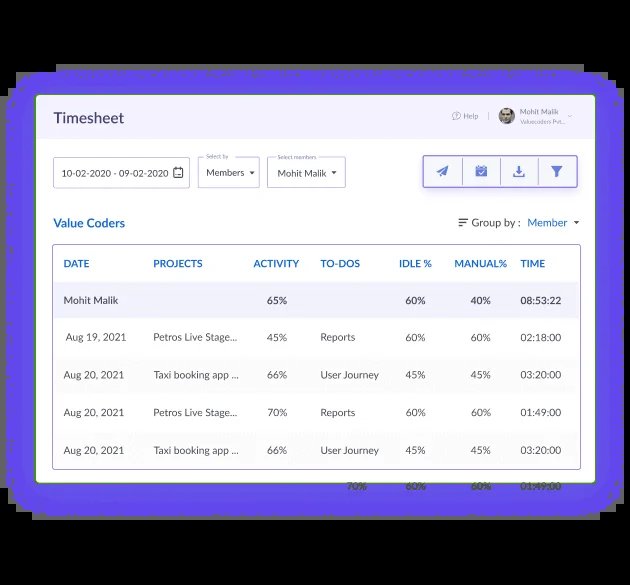 Timesheet
Help
Mohit Malik
Valuecoders Pvt...
Select by
Select members
10-02-2020 - 09-02-2020
Members
Mohit Malik
Value Coders
Group by : Member
DATE PROJECTS ACTIVITY TO-DOS IDLE % MANUAL% TIME
Mohit Malik 65% 60% 40% 08:53:22
Aug 19, 2021 Petros Live Stage... 45% Reports 60% 60% 02:18:00
Aug 20, 2021 Taxi booking app ... 66% User Journey 45% 45% 03:20:00
Aug 20, 2021 Petros Live Stage... 70% Reports 60% 60% 01:49:00
Aug 20, 2021 Taxi booking app ... 66% User Journey 45% 45% 03:20:00
70% 60% 60% 01:49:00